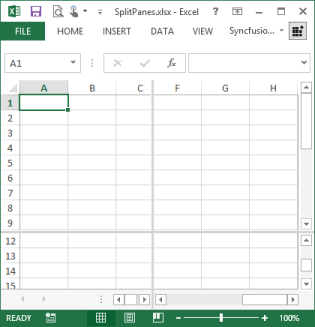 SplitPanes.xlsx - Excel
FILE HOME INSERT DATA VIEW Syncfusio...
A1 fx
A B C F G H
1
2
3
4
5
6
7
8
9
12
13
14
15
READY 100%